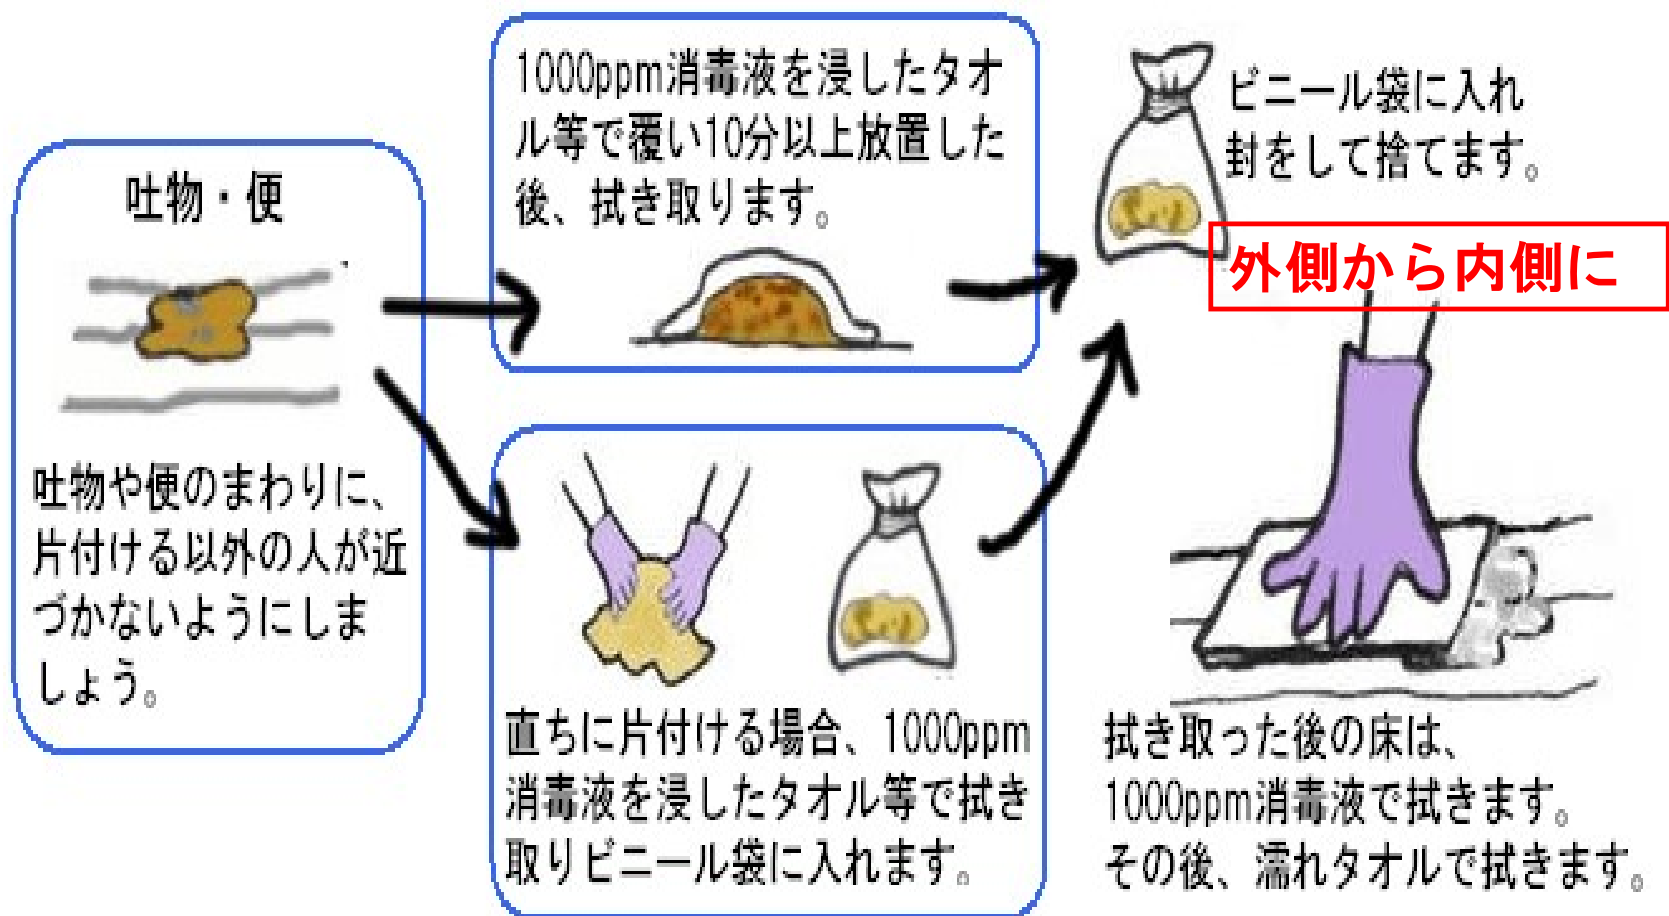 吐物・便
吐物や便のまわりに、
片付ける以外の人が近
づかないようにしま
しょう。
1000ppm消毒液を浸したタオ
ル等で覆い10分以上放置した
後、拭き取ります。
直ちに片付ける場合、1000ppm
消毒液を浸したタオル等で拭き
取りビニール袋に入れます。
ビニール袋に入れ
封をして捨てます。
外側から内側に
拭き取った後の床は、
1000ppm消毒液で拭きます。
その後、濡れタオルで拭きます。